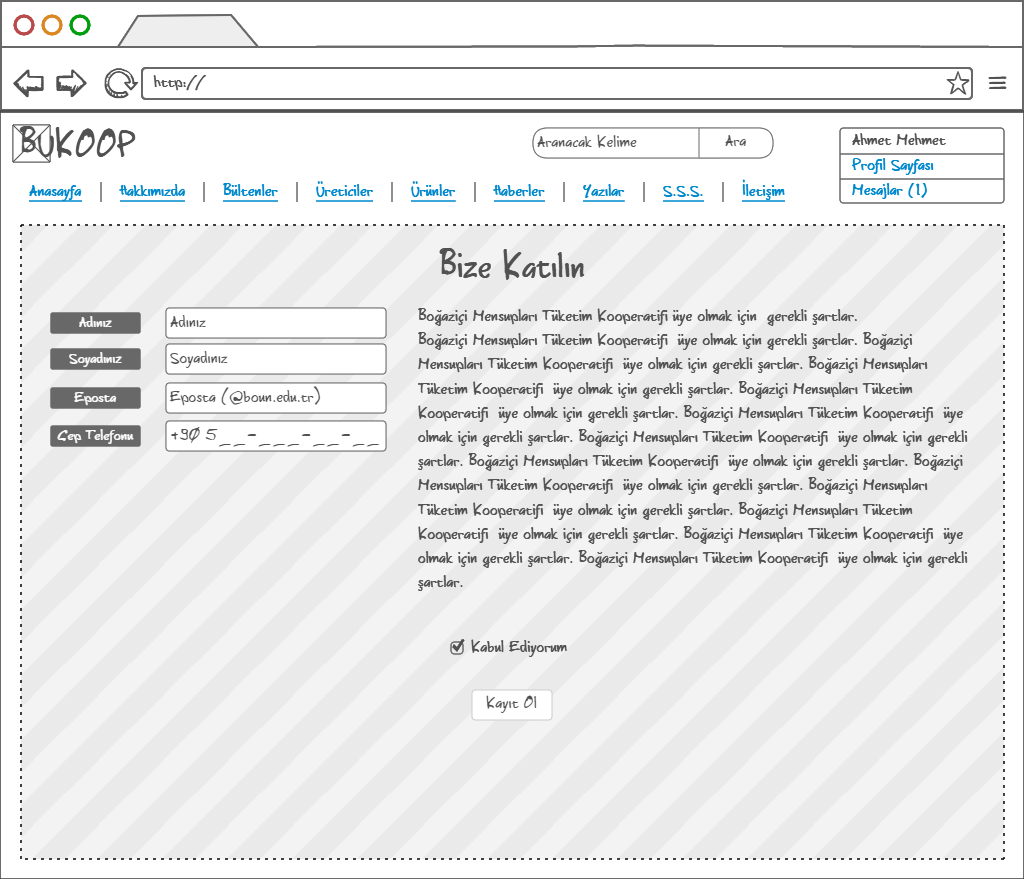 http://
BUKOOP
Aranacak Kelime
Ara
Ahmet Mehmet
Profil Sayfası
Mesajlar (1)
Anasayfa
Hakkımızda
Bültenler
Üreticiler
Ürünler
Haberler
Yazılar
S.S.S.
İletişim
Bize Katılın
Adınız
Adınız
Soyadınız
Soyadınız
Eposta
Eposta (@boun.edu.tr)
Cep Telefonu
+90 5__-___-__-__
Boğaziçi Mensupları Tüketim Kooperatifi üye olmak için gerekli şartlar.
Boğaziçi Mensupları Tüketim Kooperatifi üye olmak için gerekli şartlar. Boğaziçi
Mensupları Tüketim Kooperatifi üye olmak için gerekli şartlar. Boğaziçi Mensupları
Tüketim Kooperatifi üye olmak için gerekli şartlar. Boğaziçi Mensupları Tüketim
Kooperatifi üye olmak için gerekli şartlar. Boğaziçi Mensupları Tüketim Kooperatifi üye
olmak için gerekli şartlar. Boğaziçi Mensupları Tüketim Kooperatifi üye olmak için gerekli
şartlar. Boğaziçi Mensupları Tüketim Kooperatifi üye olmak için gerekli şartlar. Boğaziçi
Mensupları Tüketim Kooperatifi üye olmak için gerekli şartlar. Boğaziçi Mensupları
Tüketim Kooperatifi üye olmak için gerekli şartlar. Boğaziçi Mensupları Tüketim
Kooperatifi üye olmak için gerekli şartlar. Boğaziçi Mensupları Tüketim Kooperatifi üye
olmak için gerekli şartlar. Boğaziçi Mensupları Tüketim Kooperatifi üye olmak için gerekli
şartlar.
Kabul Ediyorum
Kayıt Ol